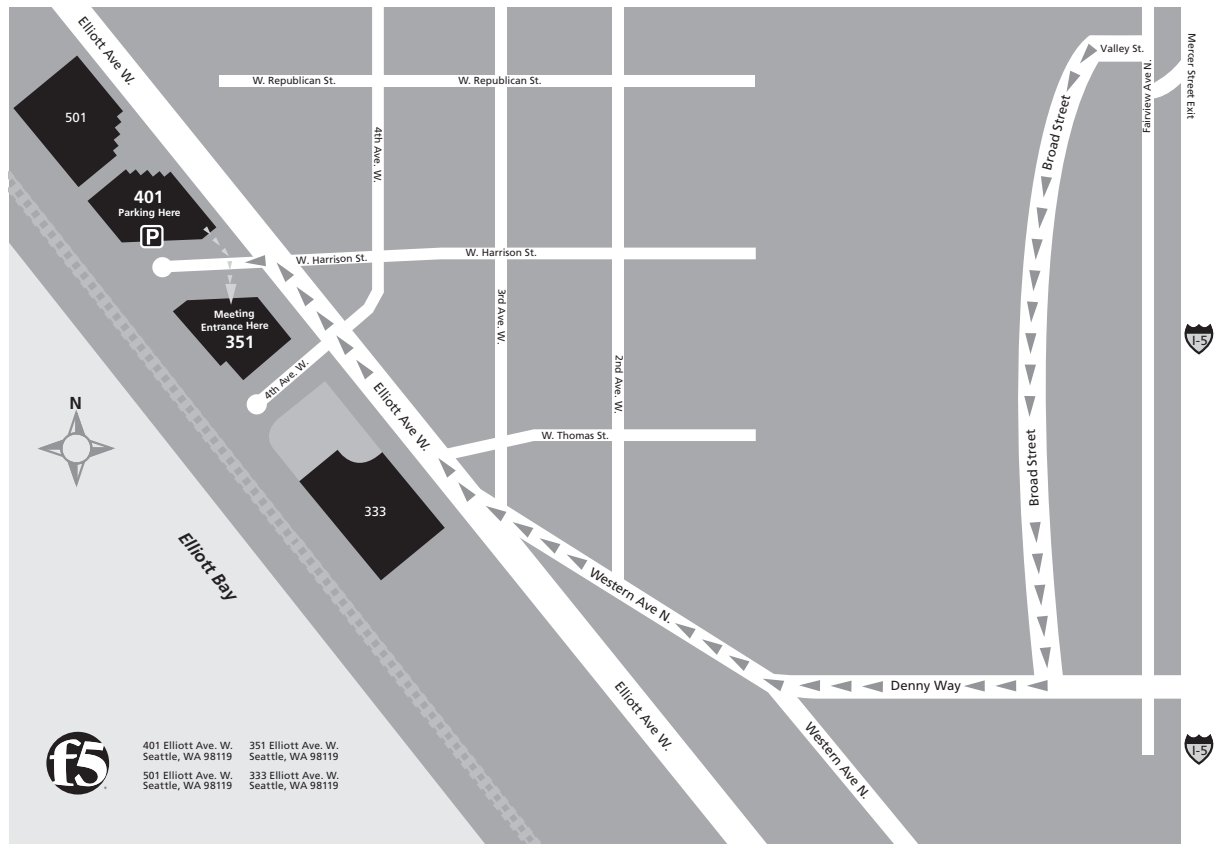 Elliott Ave W.
Valley St.
Mercer Street Exit
W. Republican St.
W. Republican St.
Fairview Ave N.
Broad Street
501
4th Ave. W.
401
Parking Here
P
W. Harrison St.
W. Harrison St.
Meeting
Entrance Here
351
3rd Ave. W.
I-5
2nd Ave. W.
4th Ave. W.
N
Elliott Ave W.
W. Thomas St.
Broad Street
333
Elliott Bay
Western Ave N.
Denny Way
Elliott Ave W.
Western Ave N.
I-5
f5
401 Elliott Ave. W.
Seattle, WA 98119
351 Elliott Ave. W.
Seattle, WA 98119
501 Elliott Ave. W.
Seattle, WA 98119
333 Elliott Ave. W.
Seattle, WA 98119